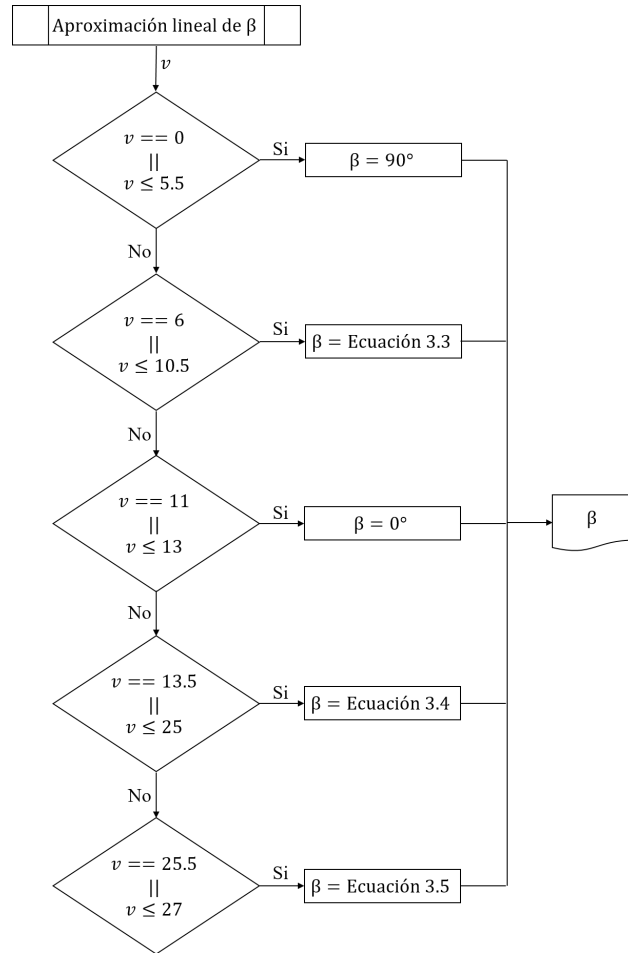 Aproximación lineal de β
v
v == 0
||
v ≤ 5.5
Si
β = 90°
No
v == 6
||
v ≤ 10.5
Si
β = Ecuación 3.3
No
v == 11
||
v ≤ 13
Si
β = 0°
β
No
v == 13.5
||
v ≤ 25
Si
β = Ecuación 3.4
No
v == 25.5
||
v ≤ 27
Si
β = Ecuación 3.5